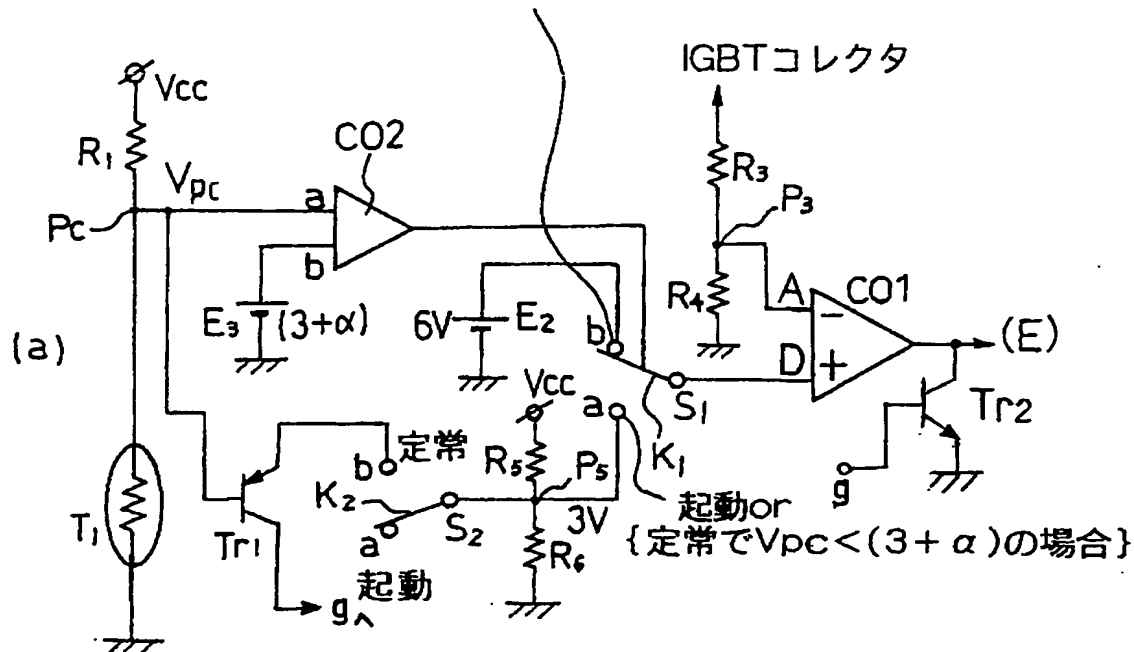 IGBTコレクタ
Vcc
R1
CO2
Vpc
Pc
a
b
E3
(3+α)
R3
P3
R4
A
CO1
−
D
+
(E)
Tr2
g
(a)
6V
E2
b
S1
K1
a
Vcc
R5
P5
3V
R6
起動or
{定常でVpc<(3+α)の場合}
b
定常
K2
S2
a
起動
Tr1
T1
gへ